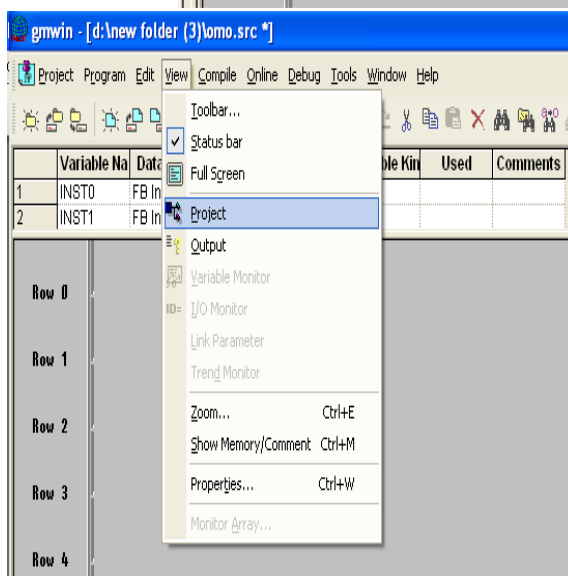 gmwin - [d:\new folder (3)\omo.src *]
Project Program Edit View Compile Online Debug Tools Window Help
Toolbar...
Status bar
Full Screen
Project
Output
Variable Monitor
ID= I/O Monitor
Link Parameter
Trend Monitor
Zoom... Ctrl+E
Show Memory/Comment Ctrl+M
Properties... Ctrl+W
Monitor Array...
Variable Na Data ble Kin Used Comments
1 INST0 FB In
2 INST1 FB In
Row 0
Row 1
Row 2
Row 3
Row 4